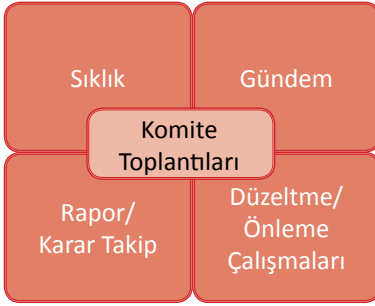 Sıklık
Gündem
Komite
Toplantıları
Rapor/
Karar Takip
Düzeltme/
Önleme
Çalışmaları